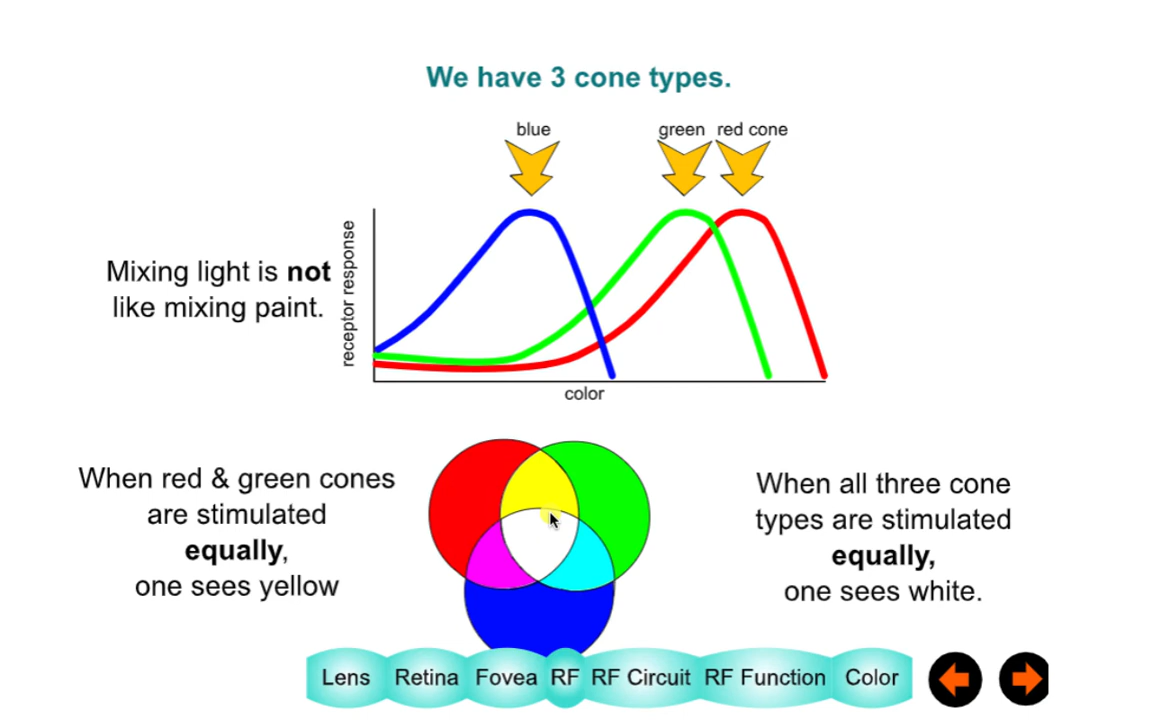 We have 3 cone types.
blue
green
red cone
receptor response
color
Mixing light is not
like mixing paint.
When red & green cones
are stimulated
equally,
one sees yellow
When all three cone
types are stimulated
equally,
one sees white.
Lens
Retina
Fovea
RF
RF Circuit
RF Function
Color